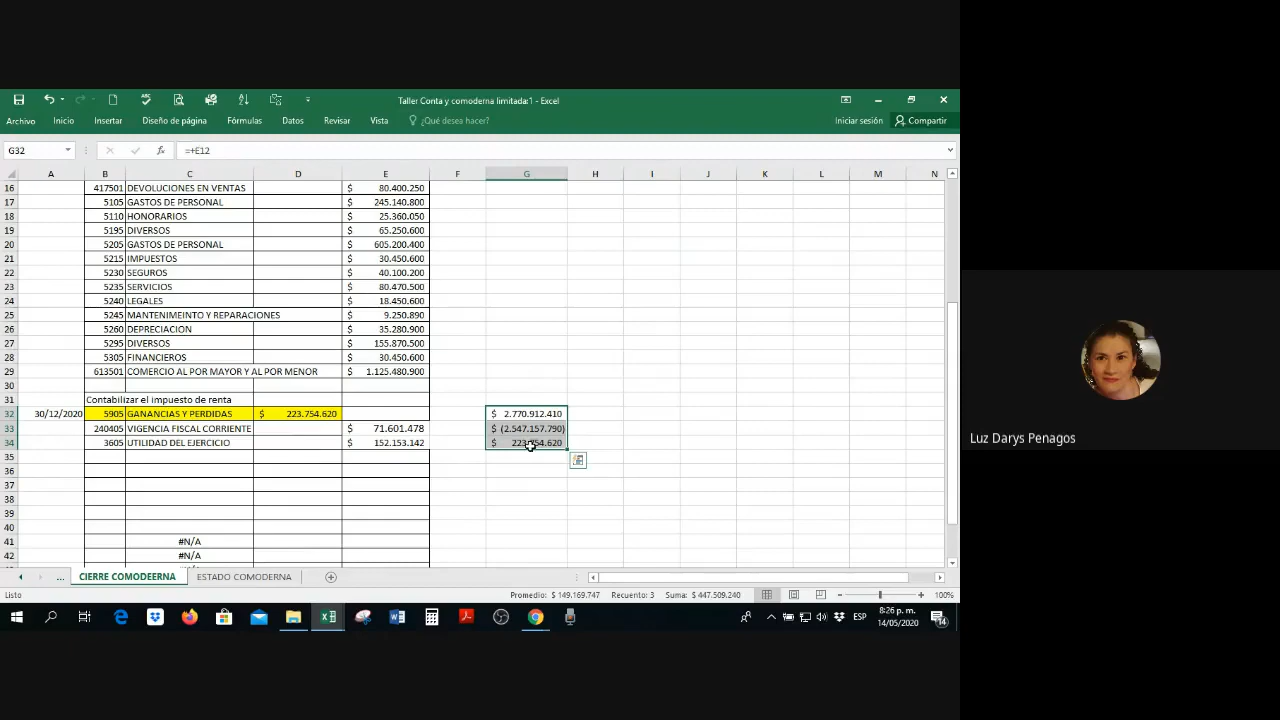 Taller Conta y comoderna limitada:1 - Excel
Archivo Inicio Insertar Diseño de página Fórmulas Datos Revisar Vista ¿Qué desea hacer? Iniciar sesión Compartir
G32 fx =+E12
A B C D E F G H I J K L M N
16 417501 DEVOLUCIONES EN VENTAS $ 80.400.250
17 5105 GASTOS DE PERSONAL $ 245.140.800
18 5110 HONORARIOS $ 25.360.050
19 5195 DIVERSOS $ 65.250.600
20 5205 GASTOS DE PERSONAL $ 605.200.400
21 5215 IMPUESTOS $ 30.450.600
22 5230 SEGUROS $ 40.100.200
23 5235 SERVICIOS $ 80.470.500
24 5240 LEGALES $ 18.450.600
25 5245 MANTENIMEINTO Y REPARACIONES $ 9.250.890
26 5260 DEPRECIACION $ 35.280.900
27 5295 DIVERSOS $ 155.870.500
28 5305 FINANCIEROS $ 30.450.600
29 613501 COMERCIO AL POR MAYOR Y AL POR MENOR $ 1.125.480.900
30
31 Contabilizar el impuesto de renta
32 30/12/2020 5905 GANANCIAS Y PERDIDAS $ 223.754.620 $ 2.770.912.410
33 240405 VIGENCIA FISCAL CORRIENTE $ 71.601.478 $ (2.547.157.790)
34 3605 UTILIDAD DEL EJERCICIO $ 152.153.142 $ 223.754.620
35
36
37
38
39
40
41 #N/A
42 #N/A
... CIERRE COMODEERNA ESTADO COMODERNA
Listo Promedio: $ 149.169.747 Recuento: 3 Suma: $ 447.509.240 100%
ESP 8:26 p. m.
14/05/2020 14
Luz Darys Penagos